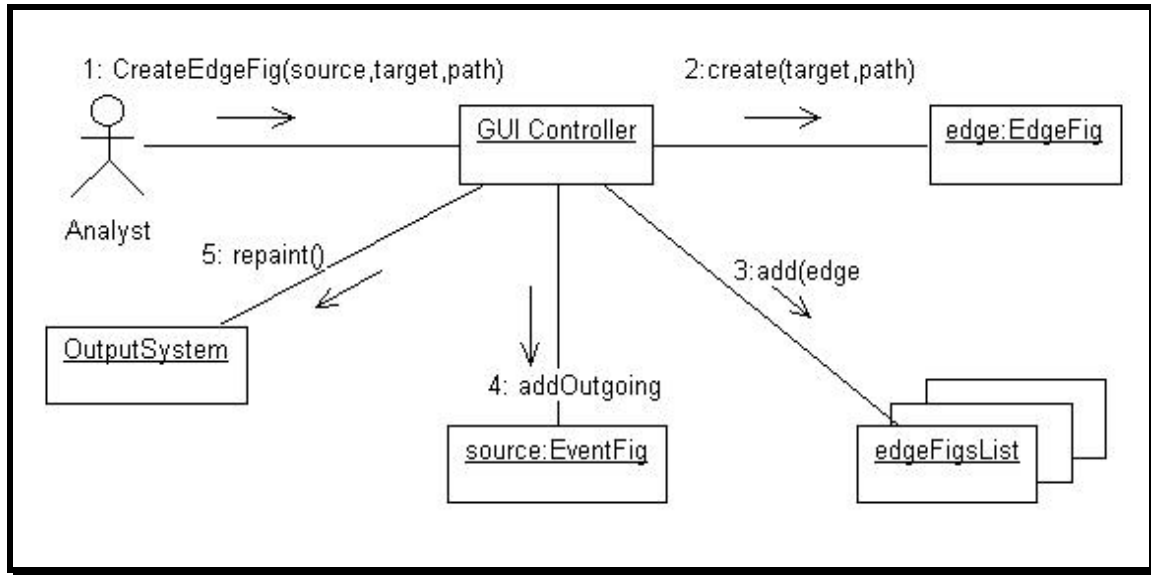 1: CreateEdgeFig(source,target,path)
2:create(target,path)
GUI Controller
edge:EdgeFig
Analyst
5: repaint()
3:add(edge
OutputSystem
4: addOutgoing
source:EventFig
edgeFigsList